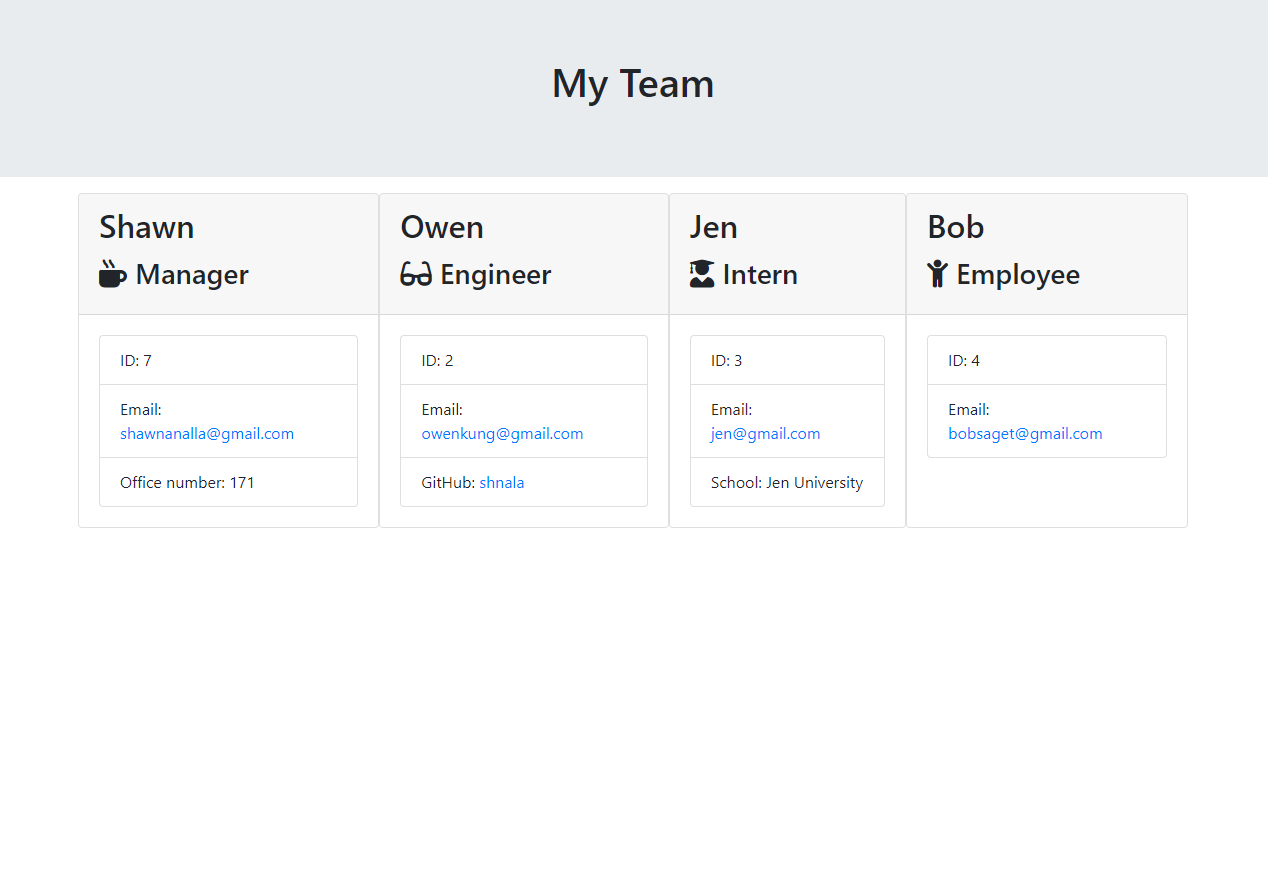 My Team
Shawn
Manager
ID: 7
Email:
shawnanalla@gmail.com
Office number: 171
Owen
Engineer
ID: 2
Email:
owenkung@gmail.com
GitHub: shnala
Jen
Intern
ID: 3
Email:
jen@gmail.com
School: Jen University
Bob
Employee
ID: 4
Email:
bobsaget@gmail.com